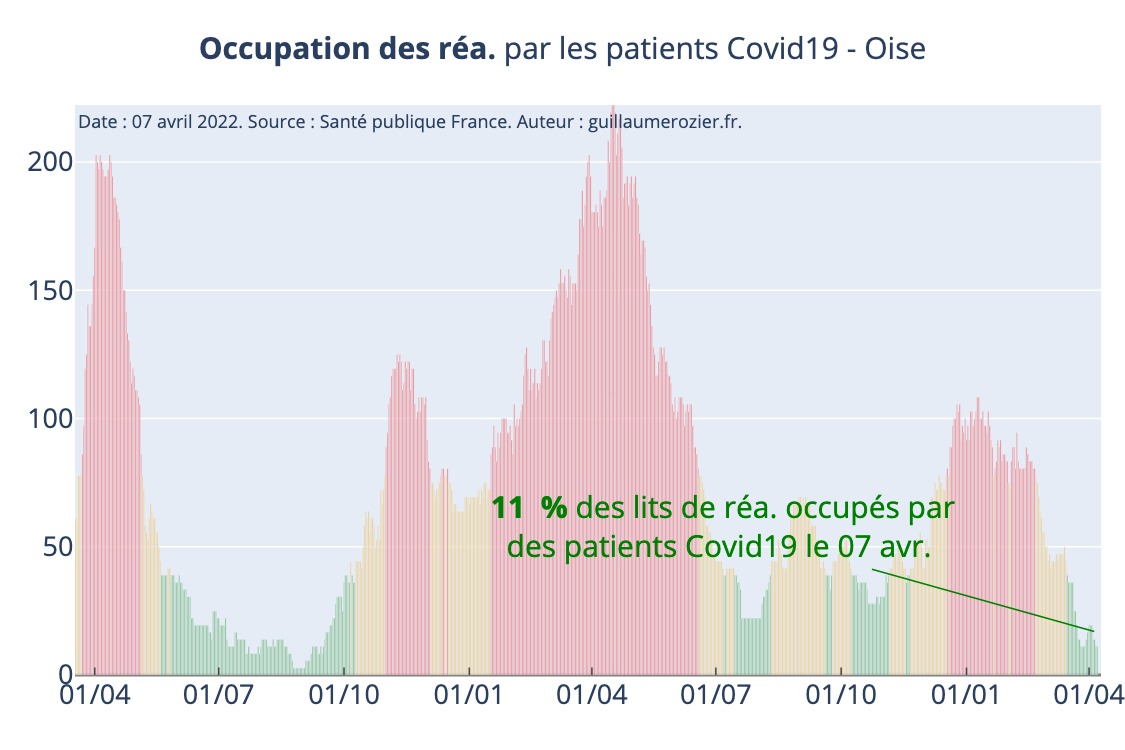 Occupation des réa. par les patients Covid19 - Oise
Date : 07 avril 2022. Source : Santé publique France. Auteur : guillaumerozier.fr.
200
150
100
50
0
11 % des lits de réa. occupés par
des patients Covid19 le 07 avr.
01/04 01/07 01/10 01/01 01/04 01/07 01/10 01/01 01/04